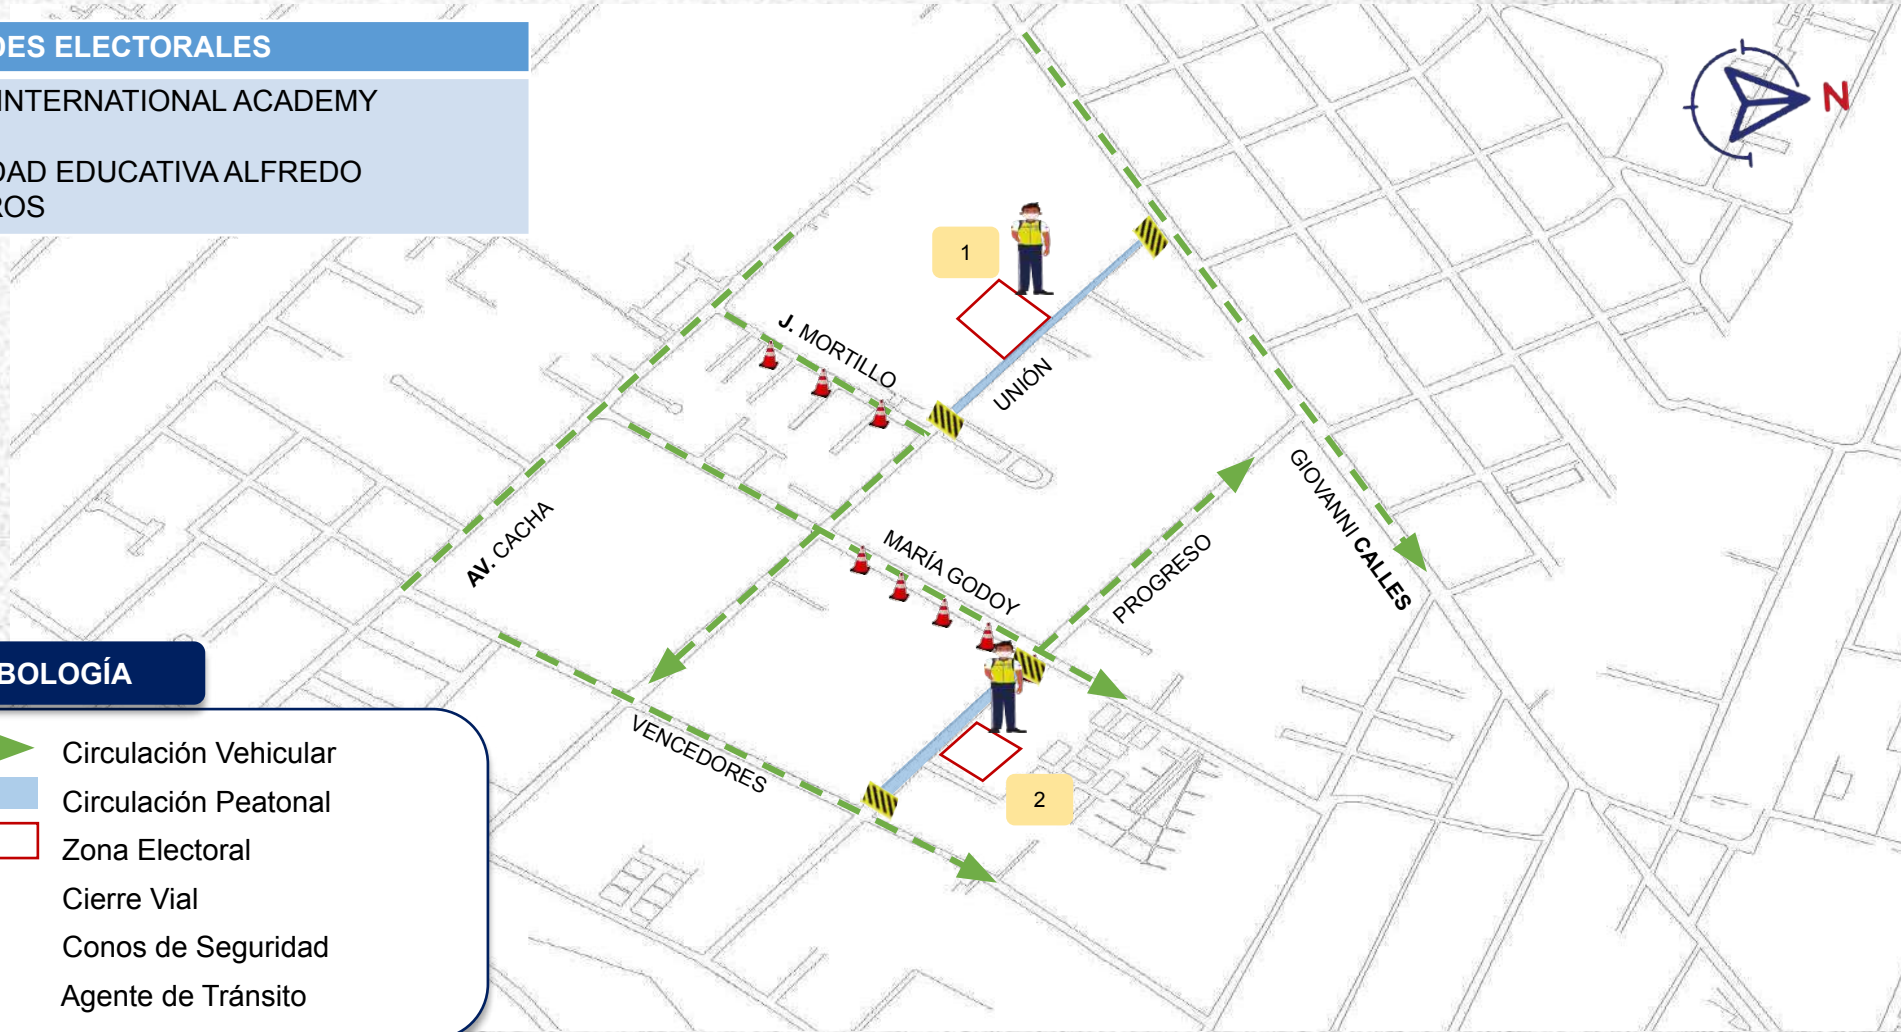 DES ELECTORALES
INTERNATIONAL ACADEMY
DAD EDUCATIVA ALFREDO
ROS
N
1
J. MORTILLO
UNIÓN
AV. CACHA
MARÍA GODOY
PROGRESO
GIOVANNI CALLES
VENCEDORES
2
BOLOGÍA
Circulación Vehicular
Circulación Peatonal
Zona Electoral
Cierre Vial
Conos de Seguridad
Agente de Tránsito